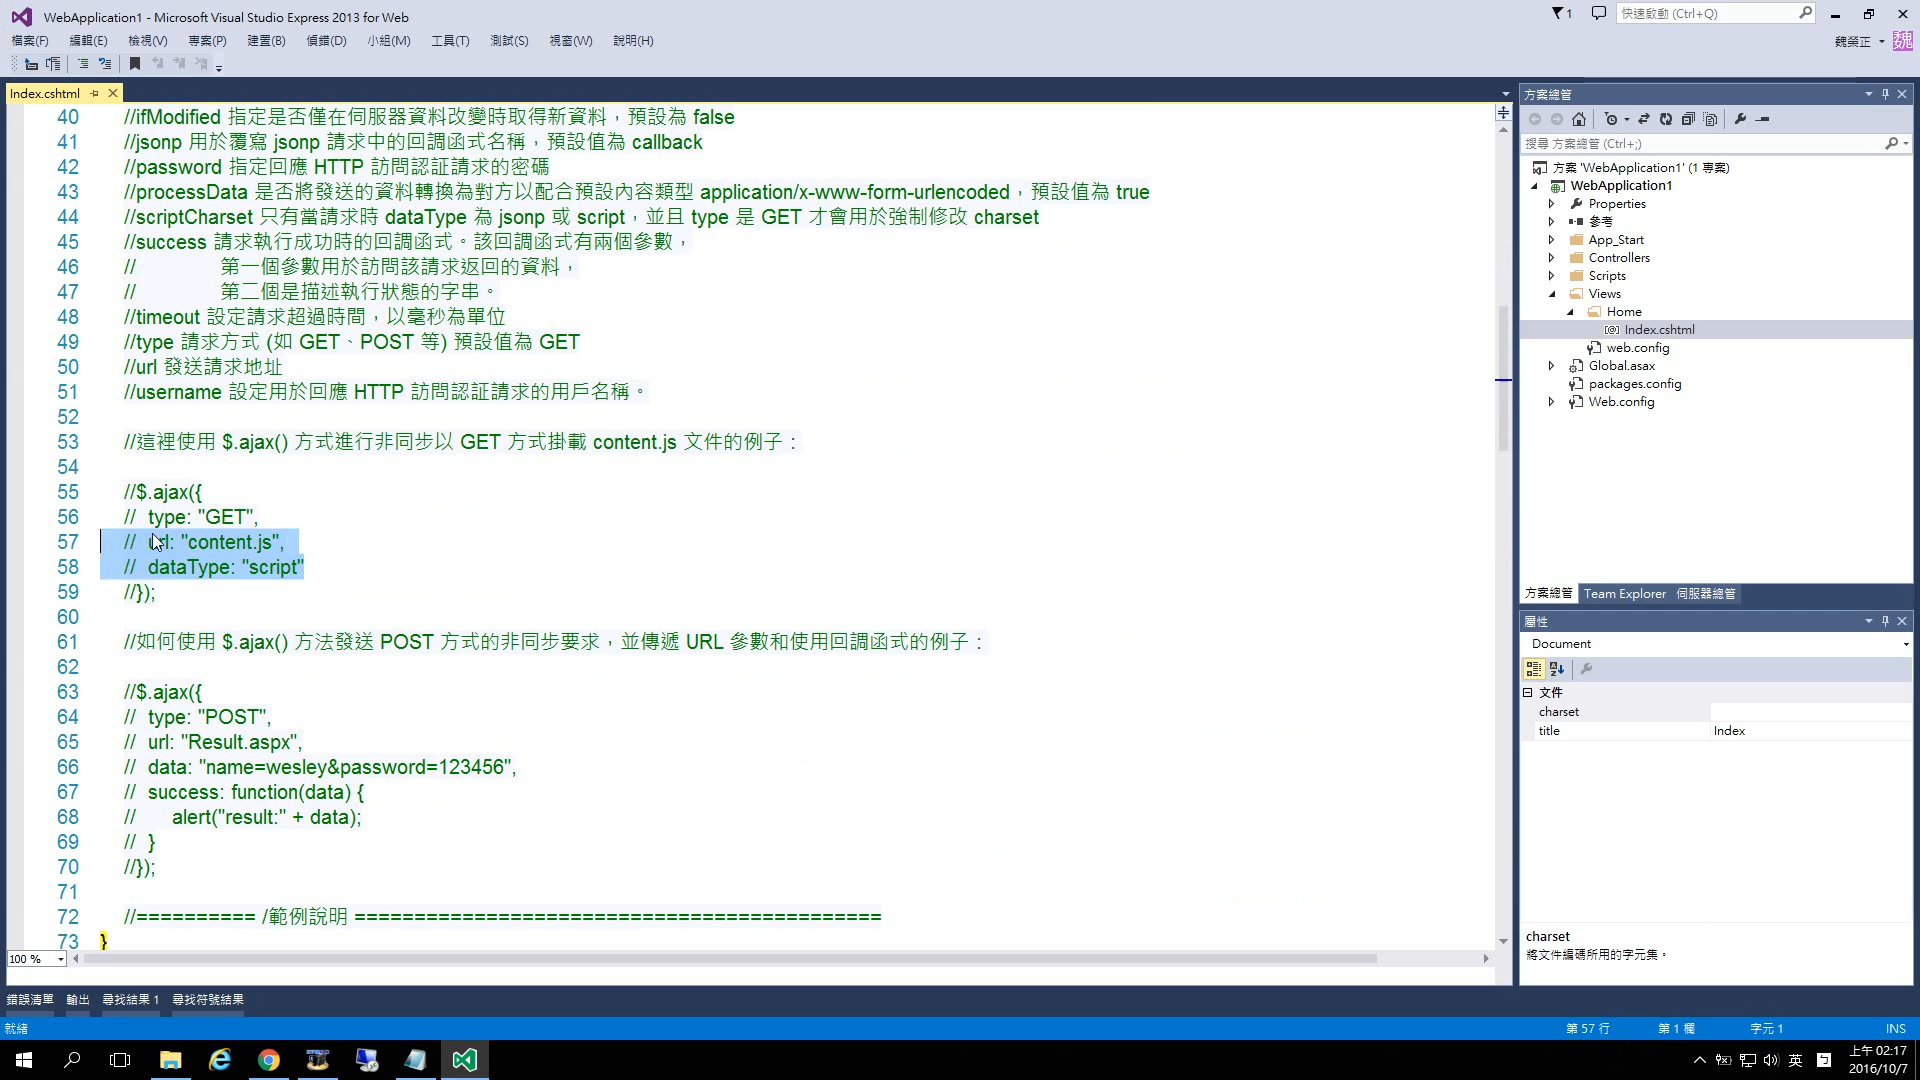 WebApplication1 - Microsoft Visual Studio Express 2013 for Web
1
快速啟動 (Ctrl+Q)
檔案(F) 編輯(E) 檢視(V) 專案(P) 建置(B) 偵錯(D) 小組(M) 工具(T) 測試(S) 視窗(W) 說明(H)
魏榮正 魏
Index.cshtml
40 //ifModified 指定是否僅在伺服器資料改變時取得新資料，預設為 false
41 //jsonp 用於覆寫 jsonp 請求中的回調函式名稱，預設值為 callback
42 //password 指定回應 HTTP 訪問認証請求的密碼
43 //processData 是否將發送的資料轉換為對方以配合預設內容類型 application/x-www-form-urlencoded，預設值為 true
44 //scriptCharset 只有當請求時 dataType 為 jsonp 或 script，並且 type 是 GET 才會用於強制修改 charset
45 //success 請求執行成功時的回調函式。該回調函式有兩個參數，
46 // 第一個參數用於訪問該請求返回的資料，
47 // 第二個是描述執行狀態的字串。
48 //timeout 設定請求超過時間，以毫秒為單位
49 //type 請求方式 (如 GET、POST 等) 預設值為 GET
50 //url 發送請求地址
51 //username 設定用於回應 HTTP 訪問認証請求的用戶名稱。
52
53 //這裡使用 $.ajax() 方式進行非同步以 GET 方式掛載 content.js 文件的例子：
54
55 //$.ajax({
56 // type: "GET",
57 // url: "content.js",
58 // dataType: "script"
59 //});
60
61 //如何使用 $.ajax() 方法發送 POST 方式的非同步要求，並傳遞 URL 參數和使用回調函式的例子：
62
63 //$.ajax({
64 // type: "POST",
65 // url: "Result.aspx",
66 // data: "name=wesley&password=123456",
67 // success: function(data) {
68 // alert("result:" + data);
69 // }
70 //});
71
72 //========== /範例說明 ============================================
73 }
100 %
方案總管
搜尋 方案總管 (Ctrl+;)
方案 'WebApplication1' (1 專案)
WebApplication1
Properties
參考
App_Start
Controllers
Scripts
Views
Home
Index.cshtml
web.config
Global.asax
packages.config
Web.config
方案總管 Team Explorer 伺服器總管
屬性
Document
文件
charset
title Index
charset
將文件編碼所用的字元集。
錯誤清單 輸出 尋找結果 1 尋找符號結果
就緒 第 57 行 第 1 欄 字元 1 INS
英
上午 02:17
2016/10/7